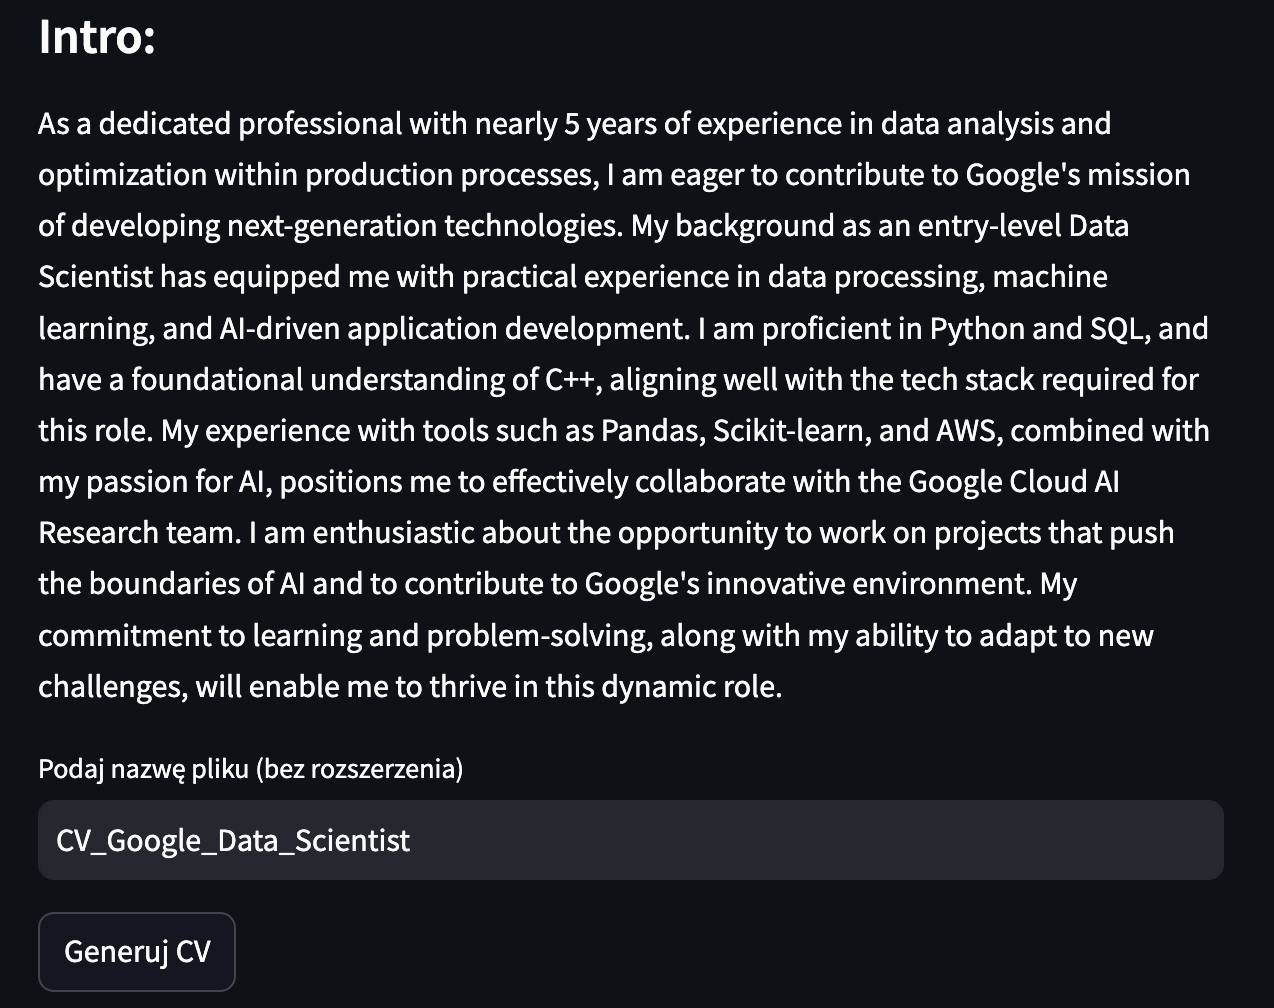 Intro:
As a dedicated professional with nearly 5 years of experience in data analysis and
optimization within production processes, I am eager to contribute to Google's mission
of developing next-generation technologies. My background as an entry-level Data
Scientist has equipped me with practical experience in data processing, machine
learning, and AI-driven application development. I am proficient in Python and SQL, and
have a foundational understanding of C++, aligning well with the tech stack required for
this role. My experience with tools such as Pandas, Scikit-learn, and AWS, combined with
my passion for AI, positions me to effectively collaborate with the Google Cloud AI
Research team. I am enthusiastic about the opportunity to work on projects that push
the boundaries of AI and to contribute to Google's innovative environment. My
commitment to learning and problem-solving, along with my ability to adapt to new
challenges, will enable me to thrive in this dynamic role.
Podaj nazwę pliku (bez rozszerzenia)
CV_Google_Data_Scientist
Generuj CV